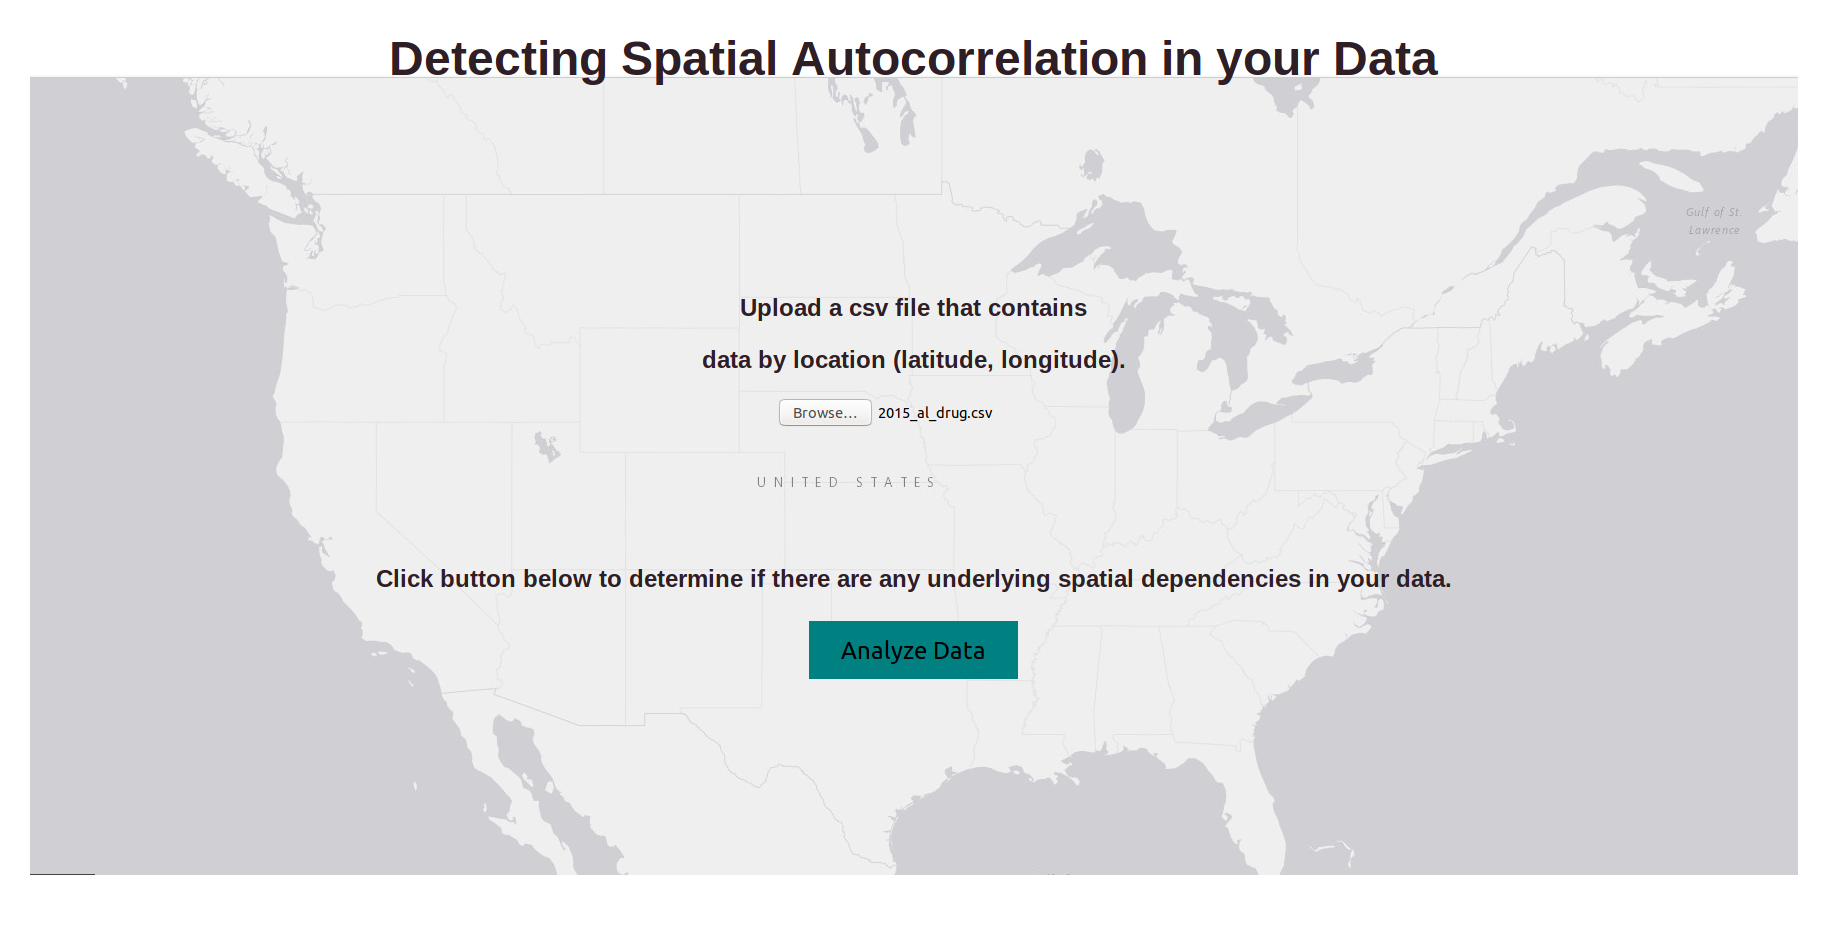 Detecting Spatial Autocorrelation in your Data
Gulf of St.
Lawrence
Upload a csv file that contains
data by location (latitude, longitude).
Browse... 2015_al_drug.csv
UNITED STATES
Click button below to determine if there are any underlying spatial dependencies in your data.
Analyze Data